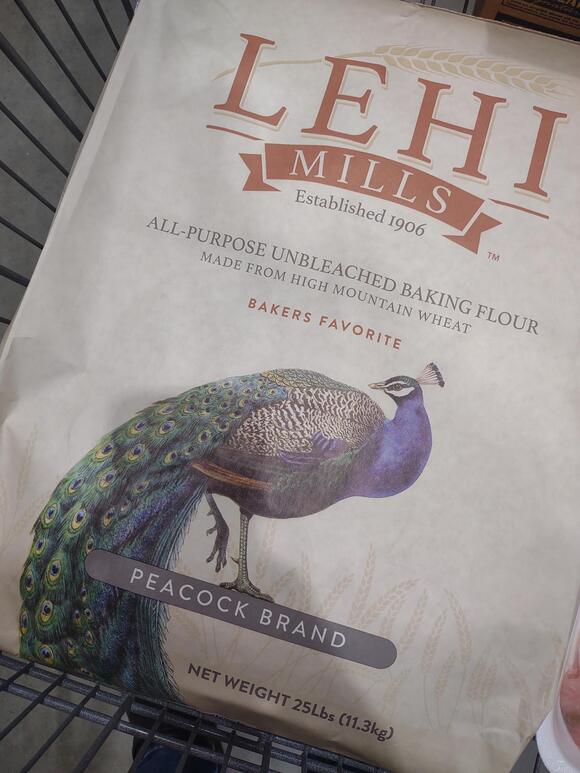 LEHI
MILLS
Established 1906
TM
ALL-PURPOSE UNBLEACHED BAKING FLOUR
MADE FROM HIGH MOUNTAIN WHEAT
BAKERS FAVORITE
PEACOCK BRAND
NET WEIGHT 25Lbs (11.3kg)